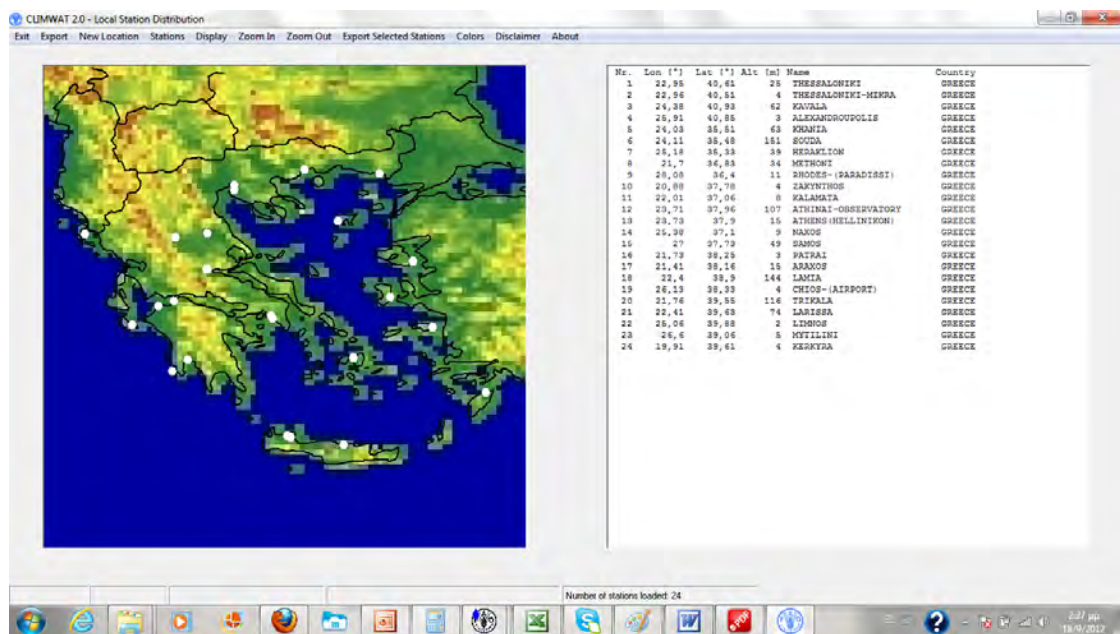 CLIMWAT 2.0 - Local Station Distribution
Exit Export New Location Stations Display Zoom In Zoom Out Export Selected Stations Colors Disclaimer About
Nr. Lon (°) Lat (°) Alt (m) Name Country
1 22,95 40,61 25 THESSALONIKI GREECE
2 22,96 40,51 4 THESSALONIKI-MIKRA GREECE
3 24,38 40,93 62 KAVALA GREECE
4 25,91 40,85 3 ALEXANDROUPOLIS GREECE
5 24,03 35,51 63 KHANIA GREECE
6 24,11 35,48 151 SOUDA GREECE
7 25,18 35,33 39 HERAKLION GREECE
8 21,7 36,83 34 METHONI GREECE
9 28,08 36,4 11 RHODES-(PARADISSI) GREECE
10 20,88 37,78 4 ZAKYNTHOS GREECE
11 22,01 37,06 8 KALAMATA GREECE
12 23,71 37,96 107 ATHINAI-OBSERVATORY GREECE
13 23,73 37,9 15 ATHENS(HELLINIKON) GREECE
14 25,38 37,1 9 NAXOS GREECE
15 27 37,73 49 SAMOS GREECE
16 21,73 38,25 3 PATRAI GREECE
17 21,41 38,16 15 ARAXOS GREECE
18 22,4 38,9 144 LAMIA GREECE
19 26,13 38,33 4 CHIOS-(AIRPORT) GREECE
20 21,76 39,55 116 TRIKALA GREECE
21 22,41 39,63 74 LARISSA GREECE
22 25,06 39,88 2 LIMNOS GREECE
23 26,6 39,06 5 MYTILINI GREECE
24 19,91 39,61 4 KERKYRA GREECE
Number of stations loaded: 24
2:27 μμ
18/9/2012